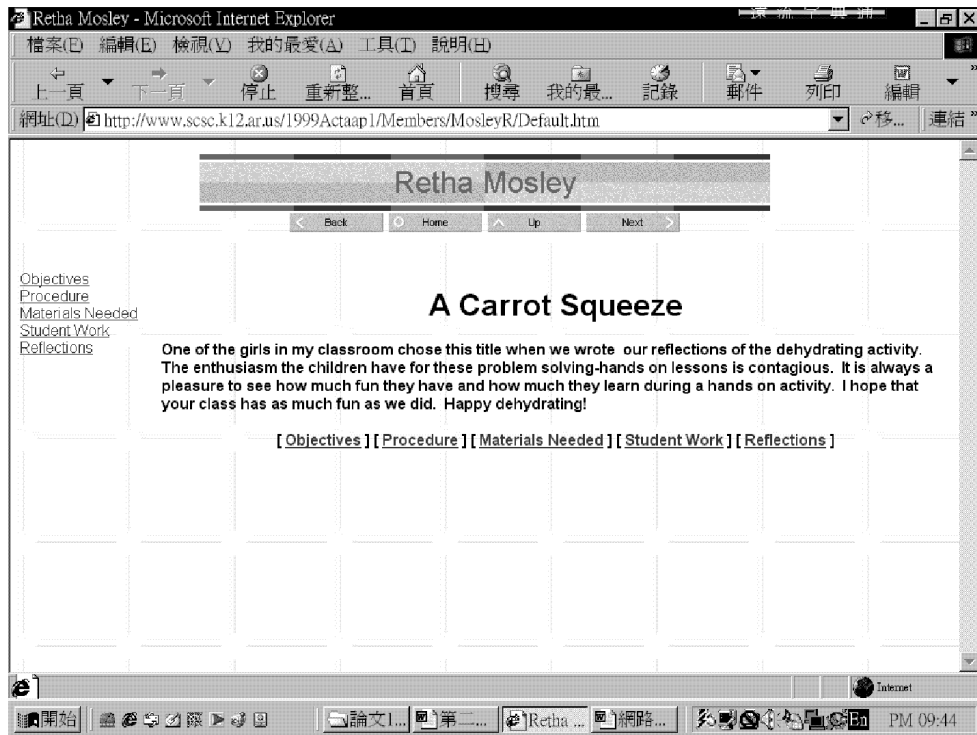 Retha Mosley - Microsoft Internet Explorer
檔案(F) 編輯(E) 檢視(V) 我的最愛(A) 工具(T) 說明(H)
上一頁 下一頁 停止 重新整... 首頁 搜尋 我的最... 記錄 郵件 列印 編輯
網址(D) http://www.scsc.k12.ar.us/1999Actaap1/Members/MosleyR/Default.htm 移... 連結
Retha Mosley
Back Home Up Next
Objectives
Procedure
Materials Needed
Student Work
Reflections
A Carrot Squeeze
One of the girls in my classroom chose this title when we wrote our reflections of the dehydrating activity.
The enthusiasm the children have for these problem solving-hands on lessons is contagious. It is always a
pleasure to see how much fun they have and how much they learn during a hands on activity. I hope that
your class has as much fun as we did. Happy dehydrating!
[ Objectives ] [ Procedure ] [ Materials Needed ] [ Student Work ] [ Reflections ]
Internet
開始 論文1... 第二... Retha ... 網路... En PM 09:44